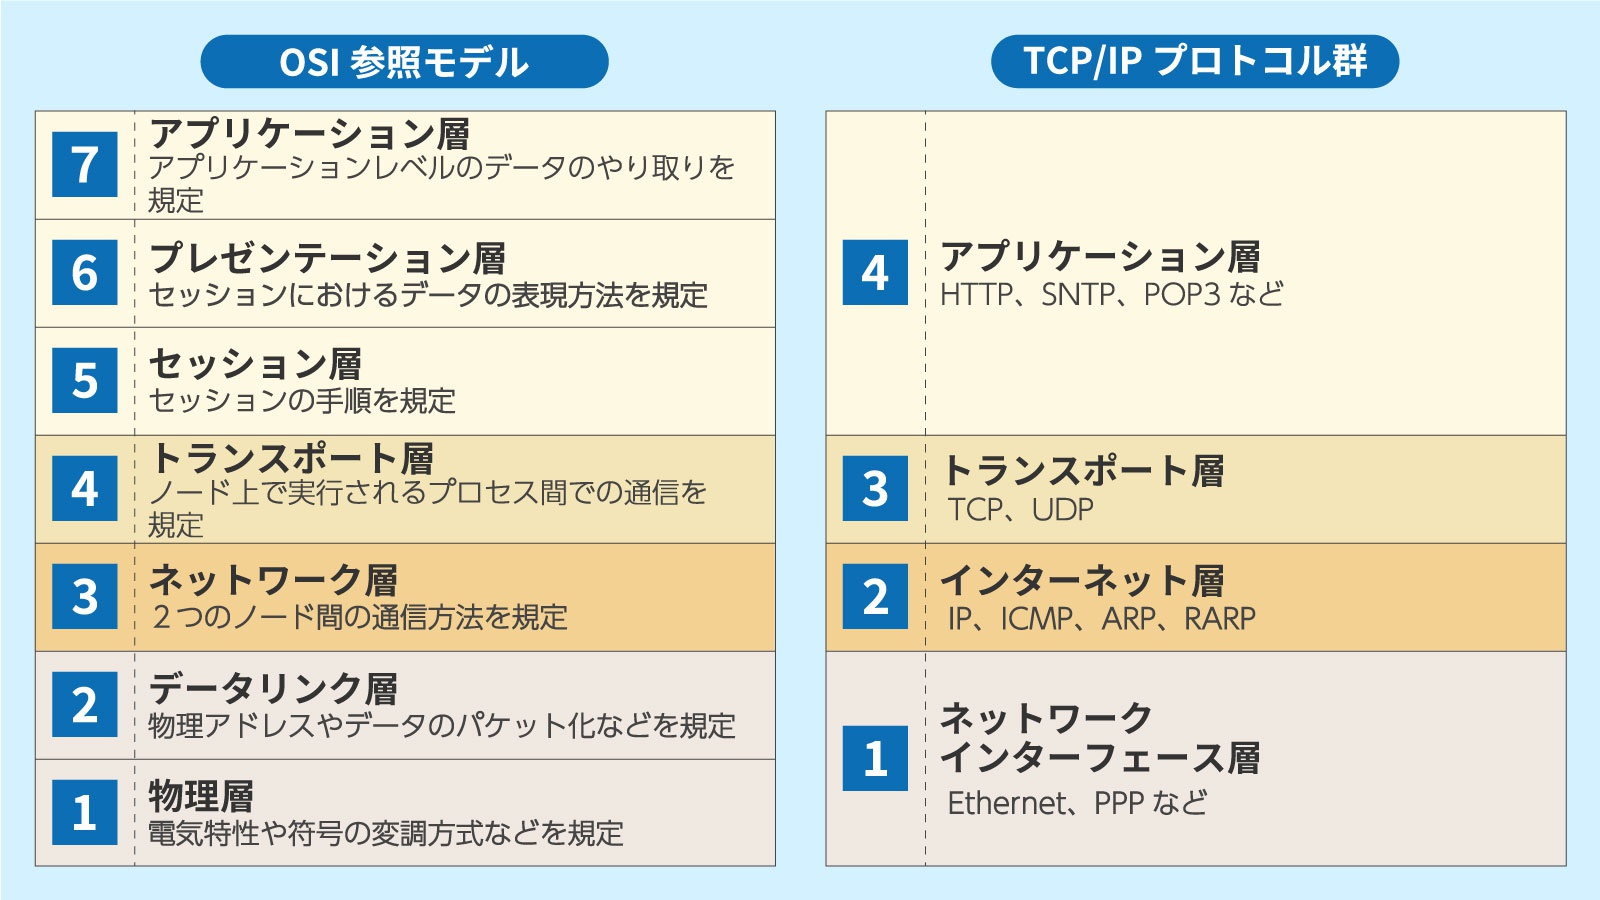 OSI 参照モデル
7
アプリケーション層
アプリケーションレベルのデータのやり取りを
規定
6
プレゼンテーション層
セッションにおけるデータの表現方法を規定
5
セッション層
セッションの手順を規定
4
トランスポート層
ノード上で実行されるプロセス間での通信を
規定
3
ネットワーク層
２つのノード間の通信方法を規定
2
データリンク層
物理アドレスやデータのパケット化などを規定
1
物理層
電気特性や符号の変調方式などを規定
TCP/IP プロトコル群
4
アプリケーション層
HTTP、SNTP、POP3 など
3
トランスポート層
TCP、UDP
2
インターネット層
IP、ICMP、ARP、RARP
1
ネットワーク
インターフェース層
Ethernet、PPP など